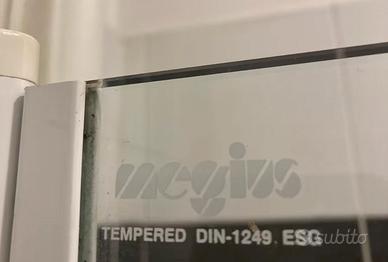 megius
TEMPERED DIN-1249 ESG
subito